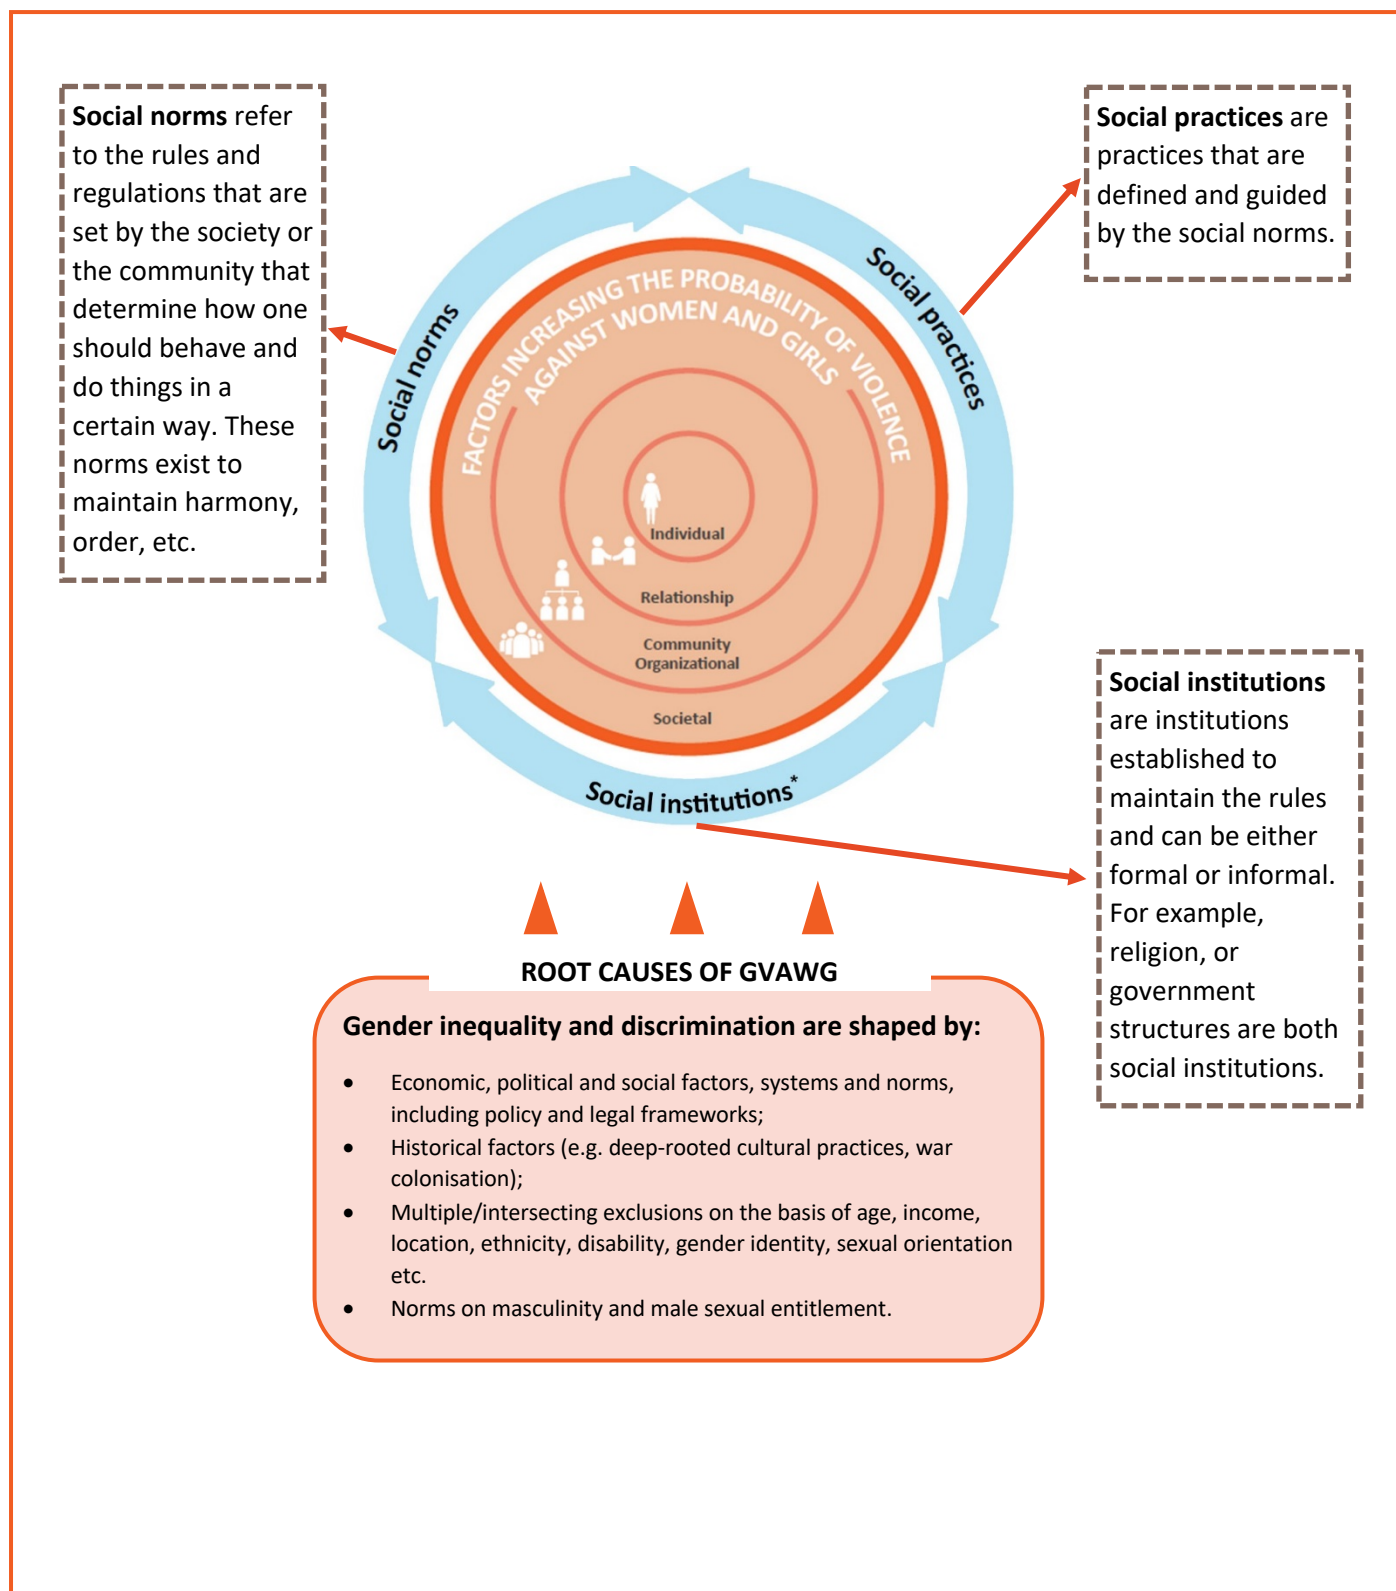 Social norms refer
to the rules and
regulations that are
set by the society or
the community that
determine how one
should behave and
do things in a
certain way. These
norms exist to
maintain harmony,
order, etc.
Social practices are
practices that are
defined and guided
by the social norms.
Social norms
Social practices
FACTORS INCREASING THE PROBABILITY OF VIOLENCE
AGAINST WOMEN AND GIRLS
Individual
Relationship
Community
Organizational
Societal
Social institutions*
Social institutions
are institutions
established to
maintain the rules
and can be either
formal or informal.
For example,
religion, or
government
structures are both
social institutions.
ROOT CAUSES OF GVAWG
Gender inequality and discrimination are shaped by:
• Economic, political and social factors, systems and norms,
including policy and legal frameworks;
• Historical factors (e.g. deep-rooted cultural practices, war
colonisation);
• Multiple/intersecting exclusions on the basis of age, income,
location, ethnicity, disability, gender identity, sexual orientation
etc.
• Norms on masculinity and male sexual entitlement.